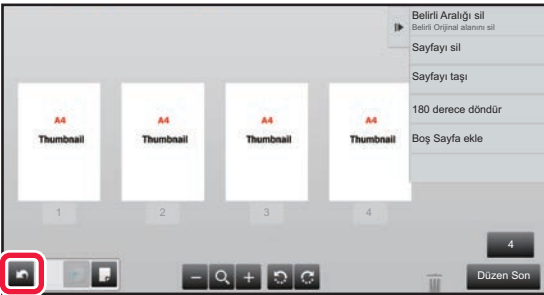 Belirli Aralığı sil
Belirli Orijinal alanını sil
Sayfayı sil
Sayfayı taşı
180 derece döndür
Boş Sayfa ekle
A4 A4 A4 A4
Thumbnail Thumbnail Thumbnail Thumbnail
1 2 3 4
4
Düzen Son